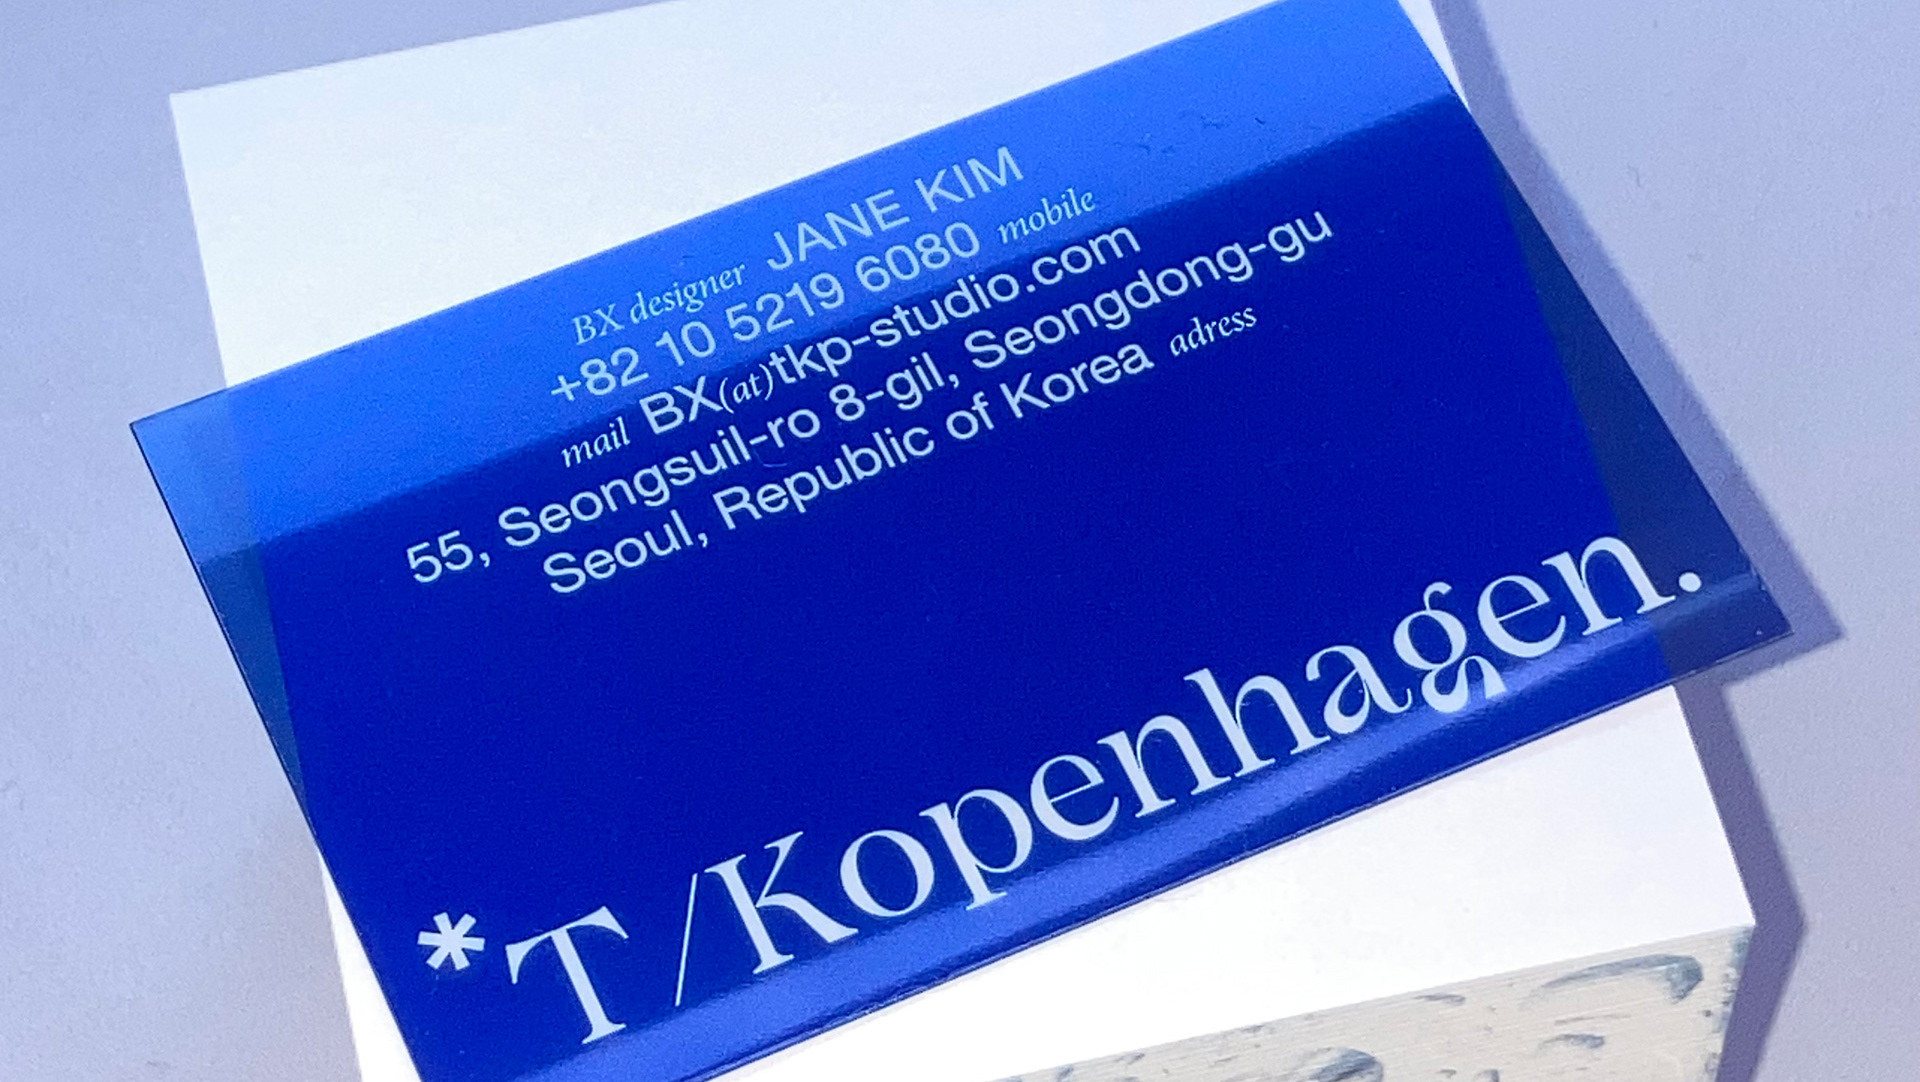 BX designer JANE KIM
+82 10 5219 6080 mobile
mail BX(at)tkp-studio.com
55, Seongsuil-ro 8-gil, Seongdong-gu
Seoul, Republic of Korea adress
*T/Kopenhagen.